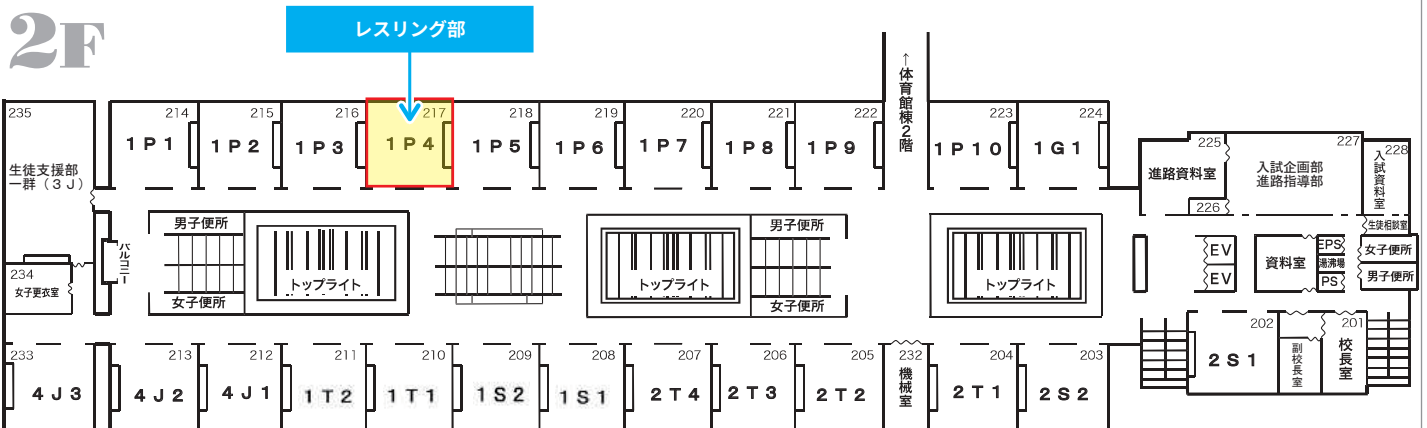 2F
レスリング部
↑体育館棟2階
235
214
215
216
217
218
219
220
221
222
223
224
225
227
228
1P1
1P2
1P3
1P4
1P5
1P6
1P7
1P8
1P9
1P10
1G1
生徒支援部
一群(3J)
進路資料室
入試企画部
進路指導部
入試資料室
226
生徒相談室
バルコニー
男子便所
女子便所
トップライト
トップライト
男子便所
女子便所
トップライト
EV
EV
資料室
EPS
湯沸場
PS
女子便所
男子便所
234
女子更衣室
233
213
212
211
210
209
208
207
206
205
232
204
203
202
201
4J3
4J2
4J1
1T2
1T1
1S2
1S1
2T4
2T3
2T2
機械室
2T1
2S2
2S1
副校長室
校長室